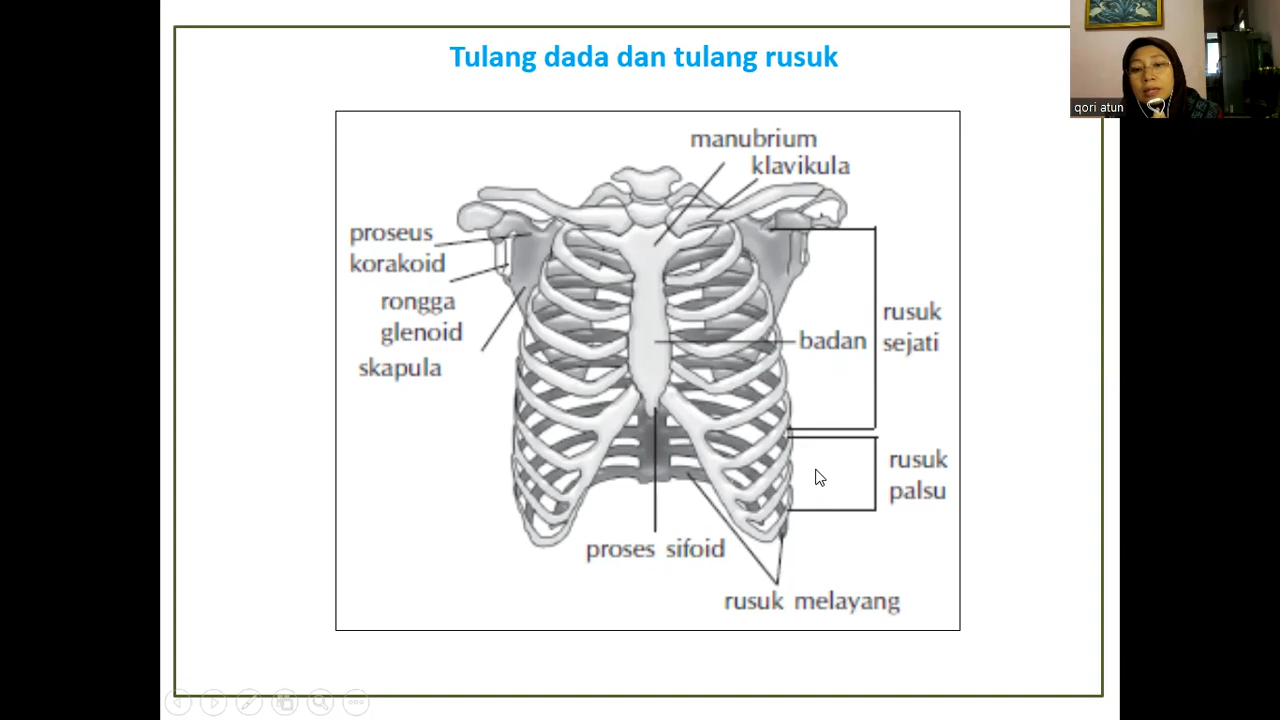 Tulang dada dan tulang rusuk
qori atun
manubrium
klavikula
proseus
korakoid
rongga
glenoid
skapula
badan
rusuk
sejati
rusuk
palsu
proses sifoid
rusuk melayang